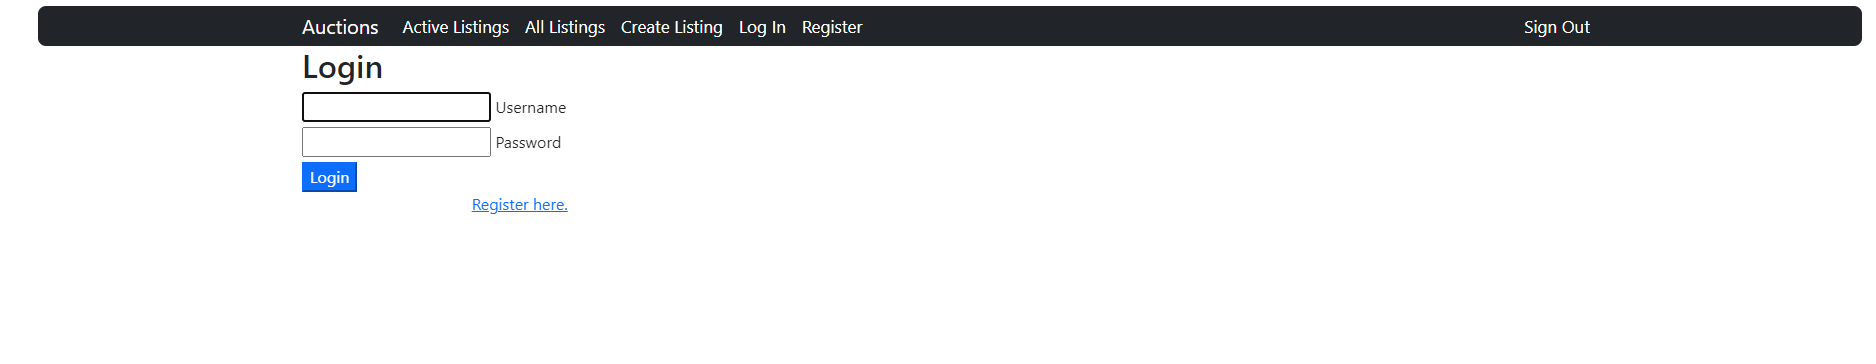 Auctions Active Listings All Listings Create Listing Log In Register Sign Out
Login
Username
Password
Login
Register here.